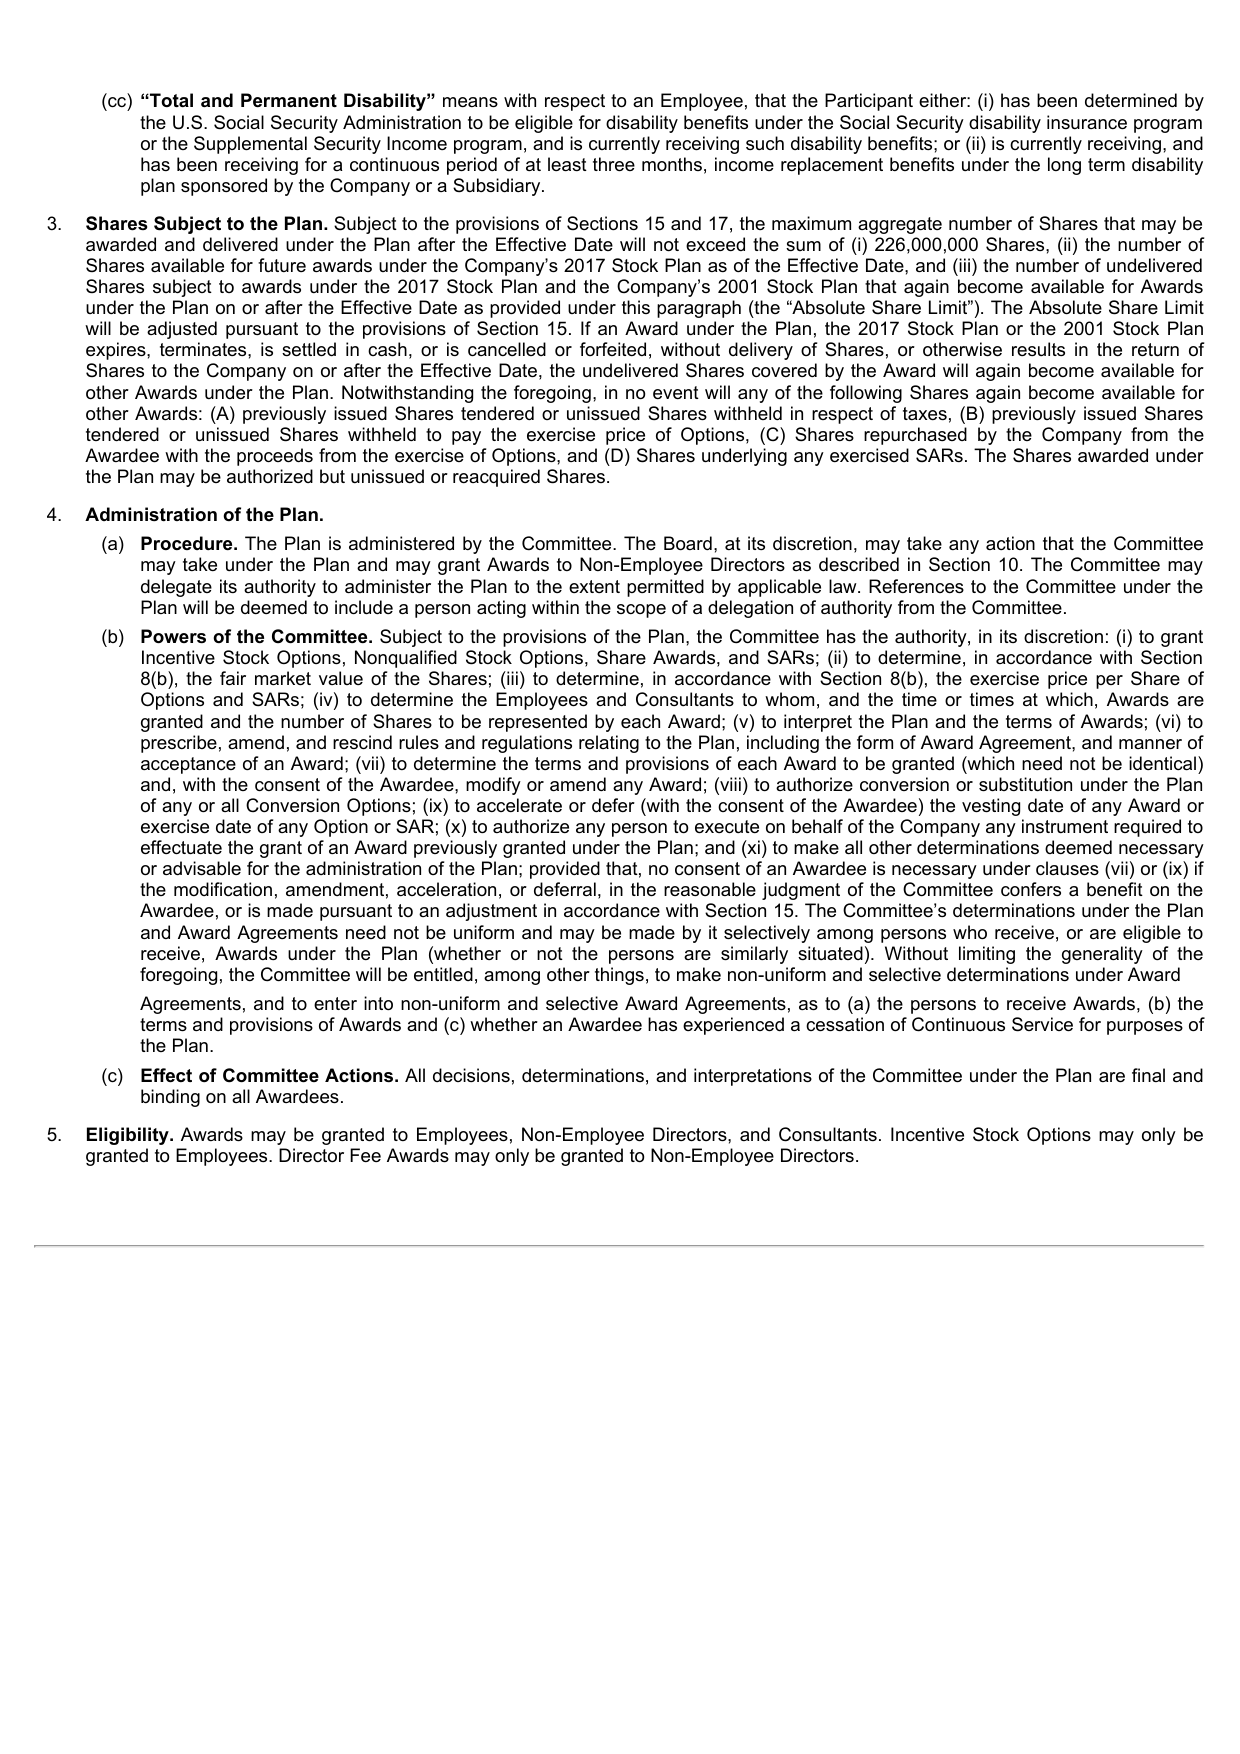 (cc) “Total and Permanent Disability” means with respect to an Employee, that the Participant either: (i) has been determined by
the U.S. Social Security Administration to be eligible for disability benefits under the Social Security disability insurance program
or the Supplemental Security Income program, and is currently receiving such disability benefits; or (ii) is currently receiving, and
has been receiving for a continuous period of at least three months, income replacement benefits under the long term disability
plan sponsored by the Company or a Subsidiary.
3. Shares Subject to the Plan. Subject to the provisions of Sections 15 and 17, the maximum aggregate number of Shares that may be
awarded and delivered under the Plan after the Effective Date will not exceed the sum of (i) 226,000,000 Shares, (ii) the number of
Shares available for future awards under the Company’s 2017 Stock Plan as of the Effective Date, and (iii) the number of undelivered
Shares subject to awards under the 2017 Stock Plan and the Company’s 2001 Stock Plan that again become available for Awards
under the Plan on or after the Effective Date as provided under this paragraph (the “Absolute Share Limit”). The Absolute Share Limit
will be adjusted pursuant to the provisions of Section 15. If an Award under the Plan, the 2017 Stock Plan or the 2001 Stock Plan
expires, terminates, is settled in cash, or is cancelled or forfeited, without delivery of Shares, or otherwise results in the return of
Shares to the Company on or after the Effective Date, the undelivered Shares covered by the Award will again become available for
other Awards under the Plan. Notwithstanding the foregoing, in no event will any of the following Shares again become available for
other Awards: (A) previously issued Shares tendered or unissued Shares withheld in respect of taxes, (B) previously issued Shares
tendered or unissued Shares withheld to pay the exercise price of Options, (C) Shares repurchased by the Company from the
Awardee with the proceeds from the exercise of Options, and (D) Shares underlying any exercised SARs. The Shares awarded under
the Plan may be authorized but unissued or reacquired Shares.
4. Administration of the Plan.
(a) Procedure. The Plan is administered by the Committee. The Board, at its discretion, may take any action that the Committee
may take under the Plan and may grant Awards to Non-Employee Directors as described in Section 10. The Committee may
delegate its authority to administer the Plan to the extent permitted by applicable law. References to the Committee under the
Plan will be deemed to include a person acting within the scope of a delegation of authority from the Committee.
(b) Powers of the Committee. Subject to the provisions of the Plan, the Committee has the authority, in its discretion: (i) to grant
Incentive Stock Options, Nonqualified Stock Options, Share Awards, and SARs; (ii) to determine, in accordance with Section
8(b), the fair market value of the Shares; (iii) to determine, in accordance with Section 8(b), the exercise price per Share of
Options and SARs; (iv) to determine the Employees and Consultants to whom, and the time or times at which, Awards are
granted and the number of Shares to be represented by each Award; (v) to interpret the Plan and the terms of Awards; (vi) to
prescribe, amend, and rescind rules and regulations relating to the Plan, including the form of Award Agreement, and manner of
acceptance of an Award; (vii) to determine the terms and provisions of each Award to be granted (which need not be identical)
and, with the consent of the Awardee, modify or amend any Award; (viii) to authorize conversion or substitution under the Plan
of any or all Conversion Options; (ix) to accelerate or defer (with the consent of the Awardee) the vesting date of any Award or
exercise date of any Option or SAR; (x) to authorize any person to execute on behalf of the Company any instrument required to
effectuate the grant of an Award previously granted under the Plan; and (xi) to make all other determinations deemed necessary
or advisable for the administration of the Plan; provided that, no consent of an Awardee is necessary under clauses (vii) or (ix) if
the modification, amendment, acceleration, or deferral, in the reasonable judgment of the Committee confers a benefit on the
Awardee, or is made pursuant to an adjustment in accordance with Section 15. The Committee’s determinations under the Plan
and Award Agreements need not be uniform and may be made by it selectively among persons who receive, or are eligible to
receive, Awards under the Plan (whether or not the persons are similarly situated). Without limiting the generality of the
foregoing, the Committee will be entitled, among other things, to make non-uniform and selective determinations under Award
Agreements, and to enter into non-uniform and selective Award Agreements, as to (a) the persons to receive Awards, (b) the
terms and provisions of Awards and (c) whether an Awardee has experienced a cessation of Continuous Service for purposes of
the Plan.
(c) Effect of Committee Actions. All decisions, determinations, and interpretations of the Committee under the Plan are final and
binding on all Awardees.
5. Eligibility. Awards may be granted to Employees, Non-Employee Directors, and Consultants. Incentive Stock Options may only be
granted to Employees. Director Fee Awards may only be granted to Non-Employee Directors.